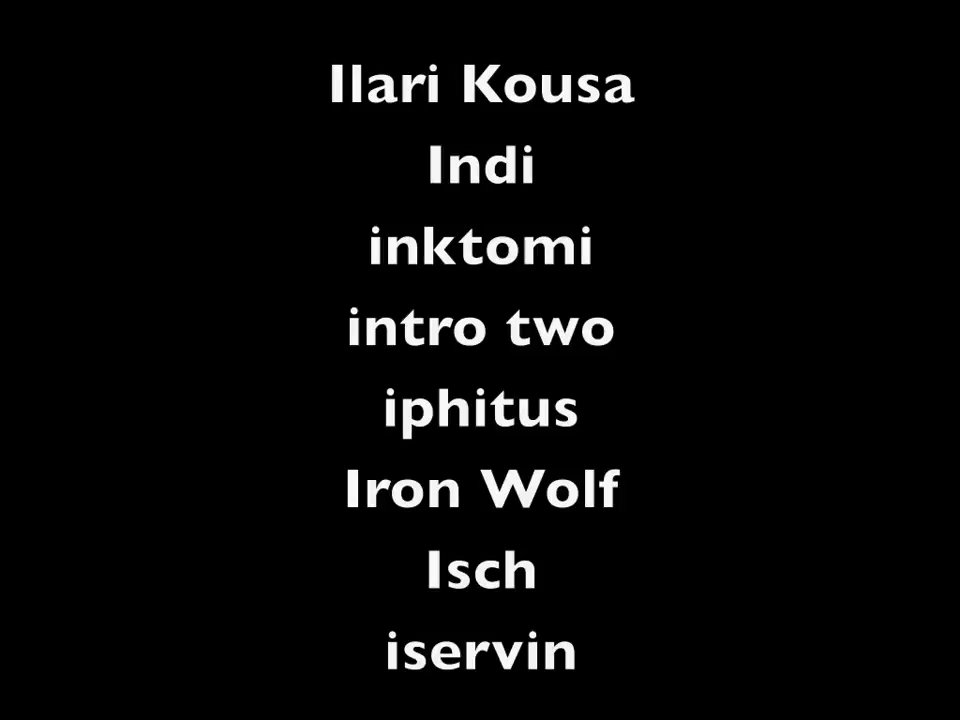 Ilari Kousa
Indi
inktomi
intro two
iphitus
Iron Wolf
Isch
iservin